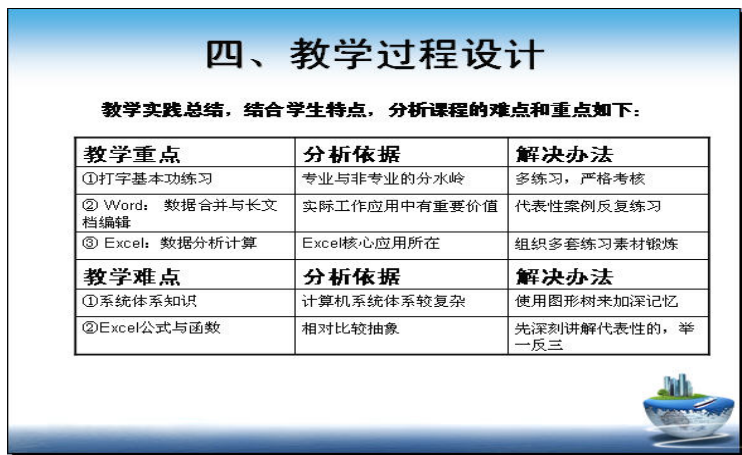 四、教学过程设计
教学实践总结，结合学生特点，分析课程的难点和重点如下：
教学重点 分析依据 解决办法
①打字基本功练习 专业与非专业的分水岭 多练习，严格考核
② Word： 数据合并与长文档编辑 实际工作应用中有重要价值 代表性案例反复练习
③ Excel：数据分析计算 Excel核心应用所在 组织多套练习素材锻炼
教学难点 分析依据 解决办法
①系统体系知识 计算机系统体系较复杂 使用图形树来加深记忆
②Excel公式与函数 相对比较抽象 先深刻讲解代表性的，举一反三